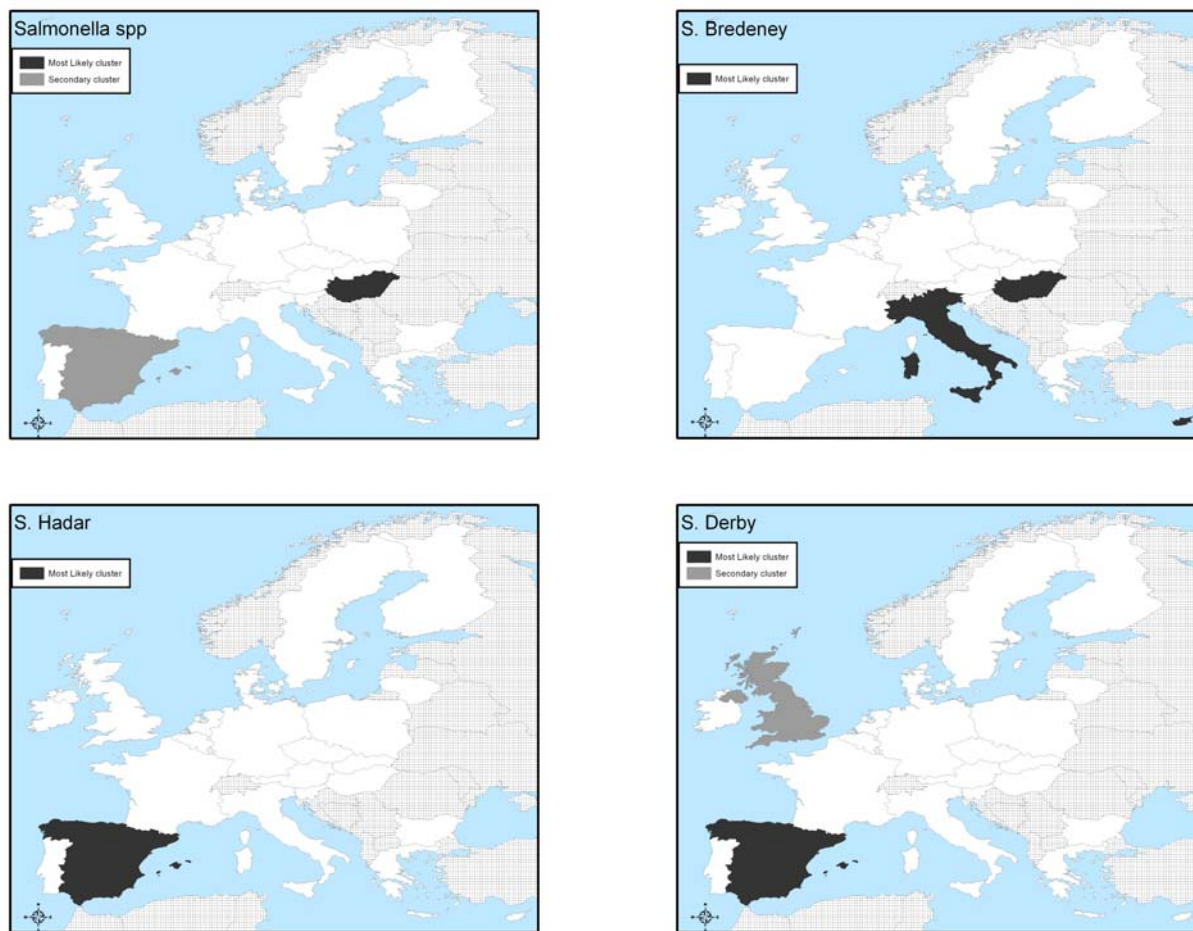 Salmonella spp
Most Likely cluster
Secondary cluster
S. Bredeney
Most Likely cluster
S. Hadar
Most Likely cluster
S. Derby
Most Likely cluster
Secondary cluster